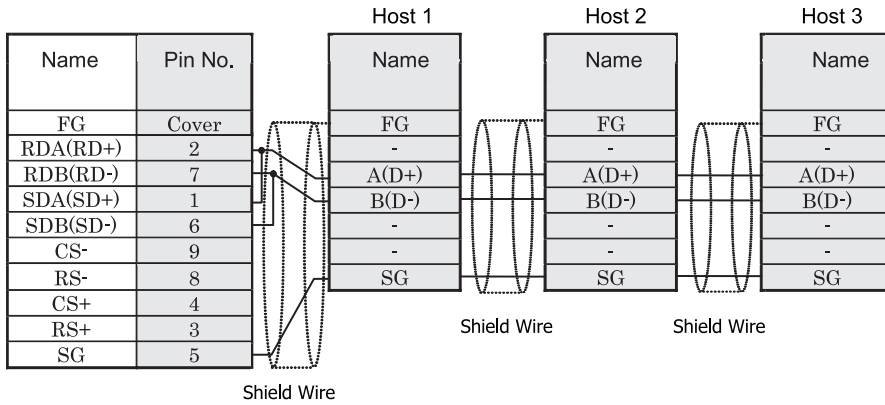 Host 1 Host 2 Host 3
Name Pin No. Name Name Name
FG Cover FG FG FG
RDA(RD+) 2 - - -
RDB(RD-) 7 A(D+) A(D+) A(D+)
SDA(SD+) 1 B(D-) B(D-) B(D-)
SDB(SD-) 6 - - -
CS- 9 - - -
RS- 8 SG SG SG
CS+ 4
RS+ 3
SG 5
Shield Wire Shield Wire
Shield Wire